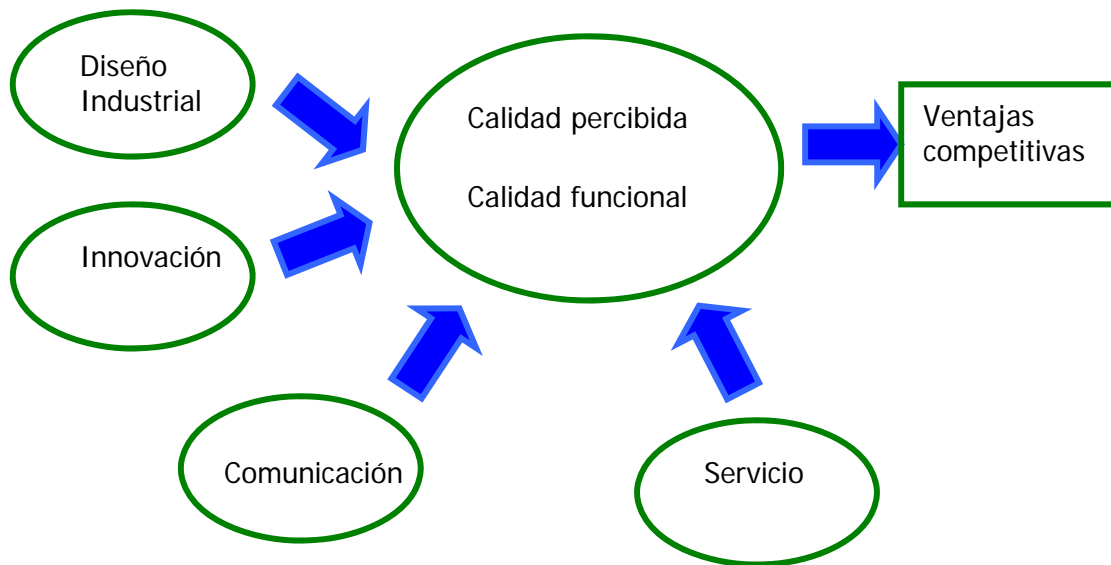 Diseño
Industrial
Innovación
Comunicación
Servicio
Calidad percibida
Calidad funcional
Ventajas
competitivas